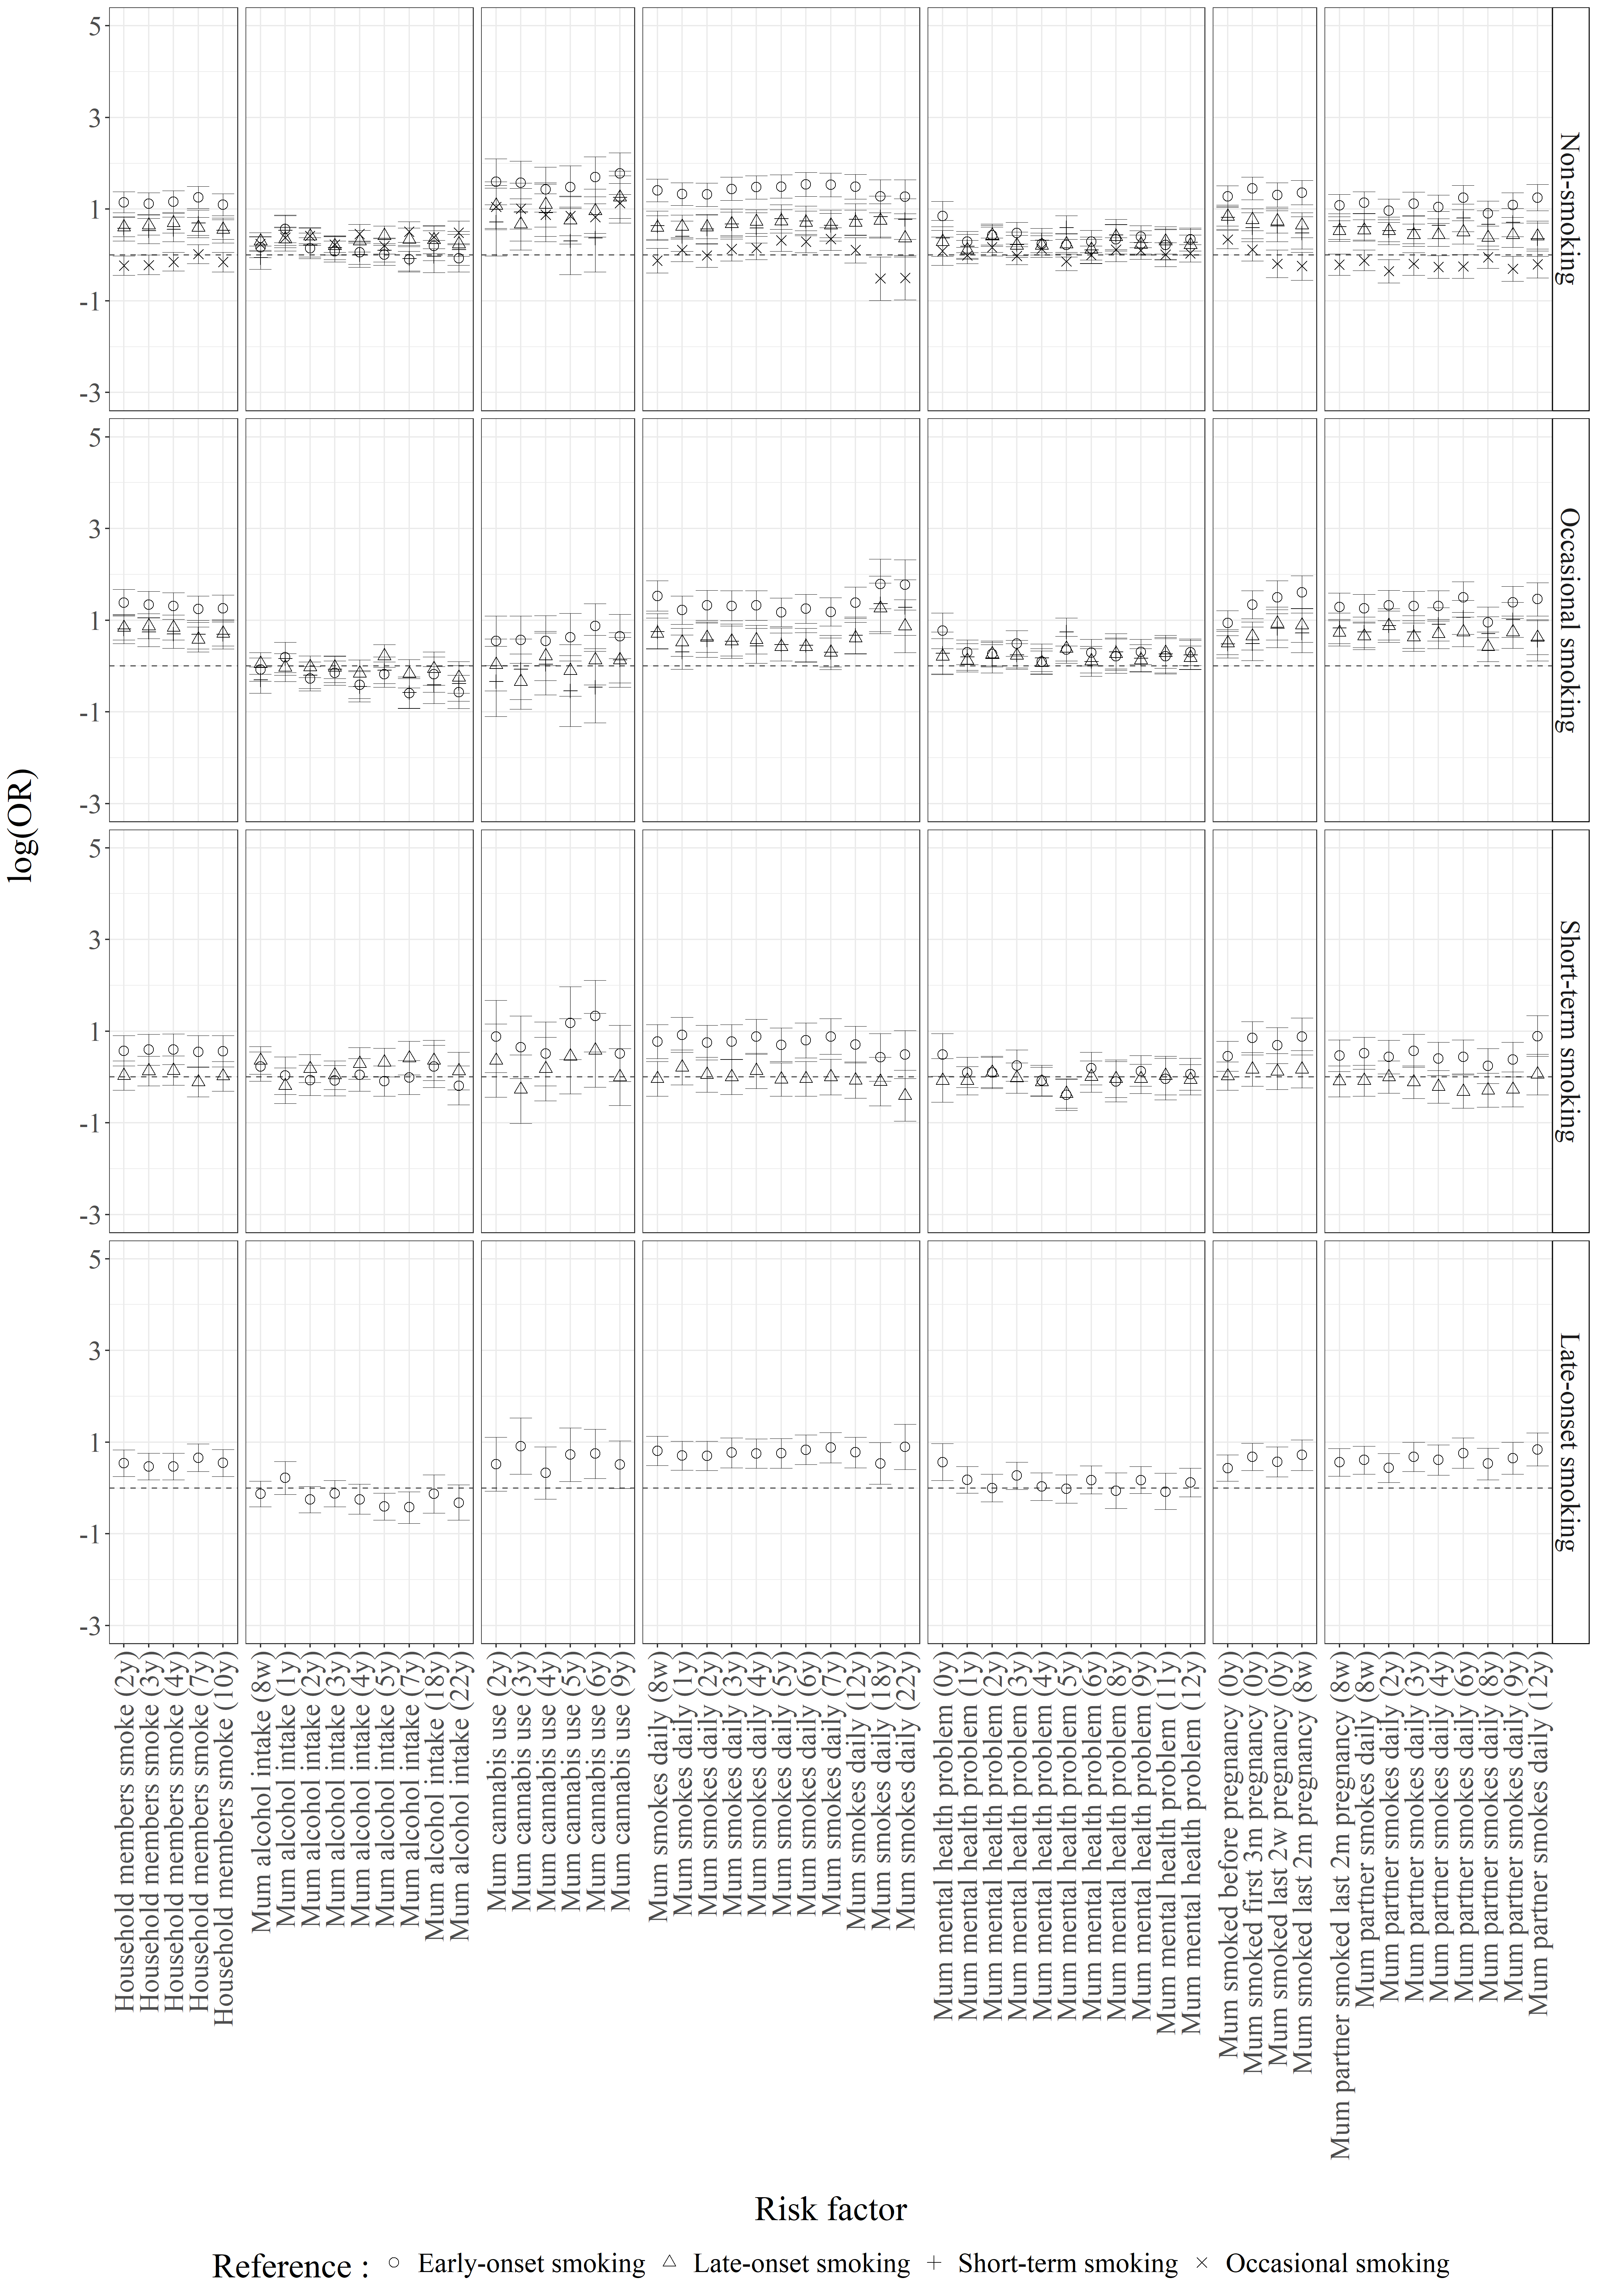 log(OR)
5
3
1
-1
-3
Non-smoking
5
3
1
-1
-3
Occasional smoking
5
3
1
-1
-3
Short-term smoking
5
3
1
-1
-3
Late-onset smoking
Household members smoke (2y)
Household members smoke (3y)
Household members smoke (4y)
Household members smoke (7y)
Household members smoke (10y)
Mum alcohol intake (8w)
Mum alcohol intake (1y)
Mum alcohol intake (2y)
Mum alcohol intake (3y)
Mum alcohol intake (4y)
Mum alcohol intake (5y)
Mum alcohol intake (7y)
Mum alcohol intake (18y)
Mum alcohol intake (22y)
Mum cannabis use (2y)
Mum cannabis use (3y)
Mum cannabis use (4y)
Mum cannabis use (5y)
Mum cannabis use (6y)
Mum cannabis use (9y)
Mum smokes daily (8w)
Mum smokes daily (1y)
Mum smokes daily (2y)
Mum smokes daily (3y)
Mum smokes daily (4y)
Mum smokes daily (5y)
Mum smokes daily (6y)
Mum smokes daily (7y)
Mum smokes daily (12y)
Mum smokes daily (18y)
Mum smokes daily (22y)
Mum mental health problem (0y)
Mum mental health problem (1y)
Mum mental health problem (2y)
Mum mental health problem (3y)
Mum mental health problem (4y)
Mum mental health problem (5y)
Mum mental health problem (6y)
Mum mental health problem (8y)
Mum mental health problem (9y)
Mum mental health problem (11y)
Mum mental health problem (12y)
Mum smoked before pregnancy (0y)
Mum smoked first 3m pregnancy (0y)
Mum smoked last 2w pregnancy (0y)
Mum smoked last 2m pregnancy (8w)
Mum partner smoked last 2m pregnancy (8w)
Mum partner smokes daily (8w)
Mum partner smokes daily (2y)
Mum partner smokes daily (3y)
Mum partner smokes daily (4y)
Mum partner smokes daily (6y)
Mum partner smokes daily (8y)
Mum partner smokes daily (9y)
Mum partner smokes daily (12y)
Risk factor
Reference : Early-onset smoking Late-onset smoking Short-term smoking Occasional smoking